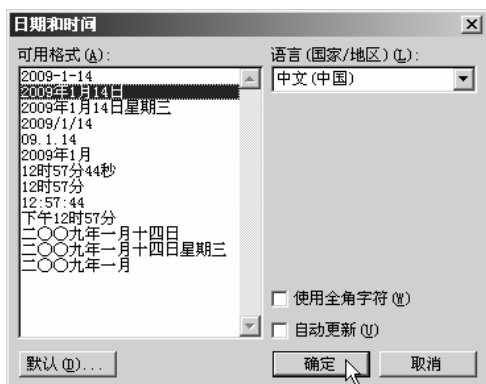 日期和时间
可用格式(A):
2009-1-14
2009年1月14日
2009年1月14日星期三
2009/1/14
09.1.14
2009年1月
12时57分44秒
12时57分
12:57:44
下午12时57分
二〇〇九年一月十四日
二〇〇九年一月十四日星期三
二〇〇九年一月
语言(国家/地区)(L):
中文(中国)
使用全角字符(W)
自动更新(U)
默认(D)...
确定
取消